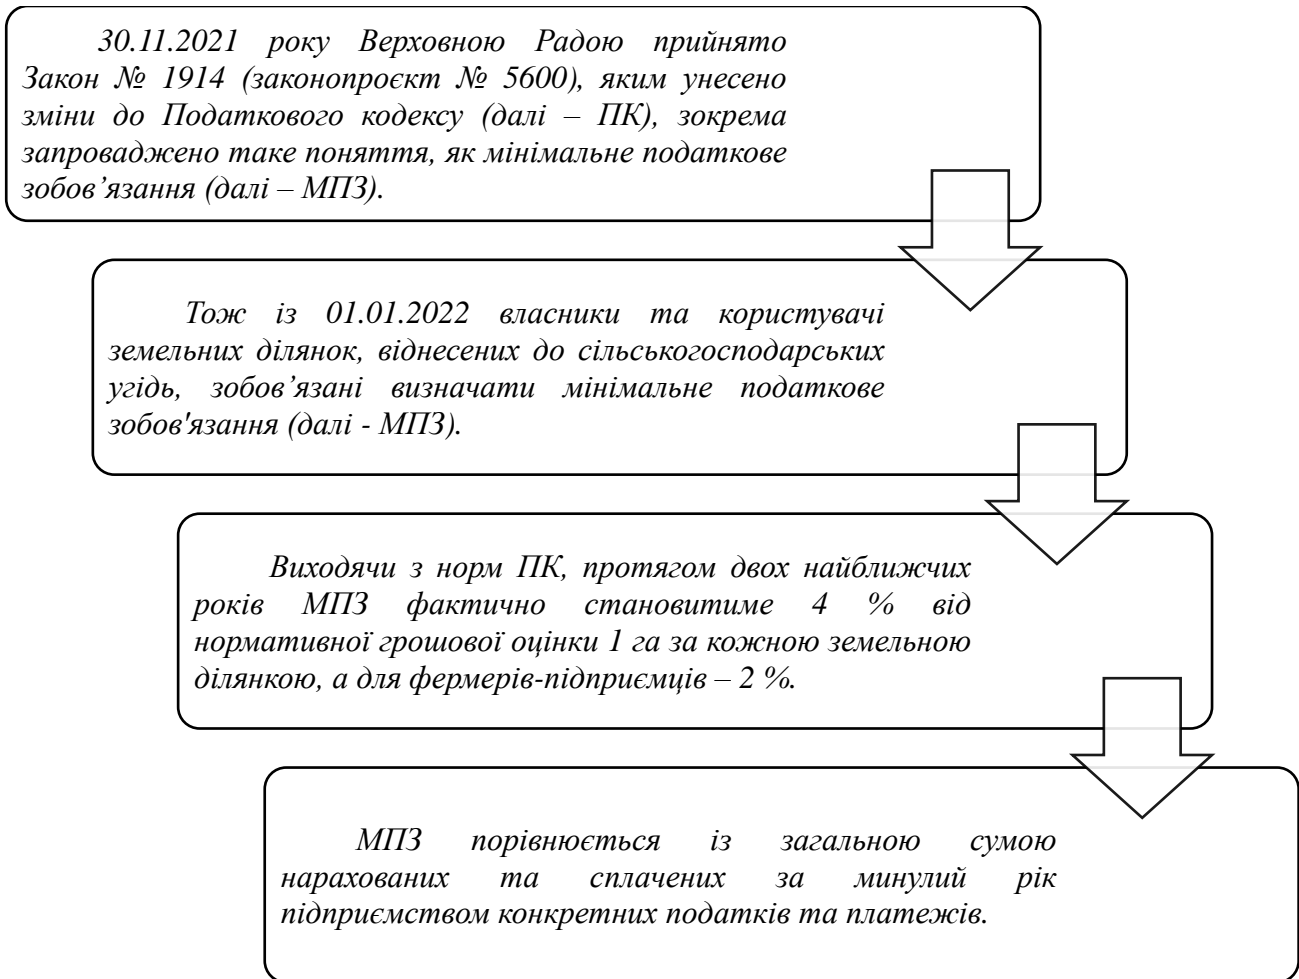 30.11.2021 року Верховною Радою прийнято
Закон № 1914 (законопроєкт № 5600), яким унесено
зміни до Податкового кодексу (далі – ПК), зокрема
запроваджено таке поняття, як мінімальне податкове
зобов’язання (далі – МПЗ).
Тож із 01.01.2022 власники та користувачі
земельних ділянок, віднесених до сільськогосподарських
угідь, зобов’язані визначати мінімальне податкове
зобов'язання (далі - МПЗ).
Виходячи з норм ПК, протягом двох найближчих
років МПЗ фактично становитиме 4 % від
нормативної грошової оцінки 1 га за кожною земельною
ділянкою, а для фермерів-підприємців – 2 %.
МПЗ порівнюється із загальною сумою
нарахованих та сплачених за минулий рік
підприємством конкретних податків та платежів.